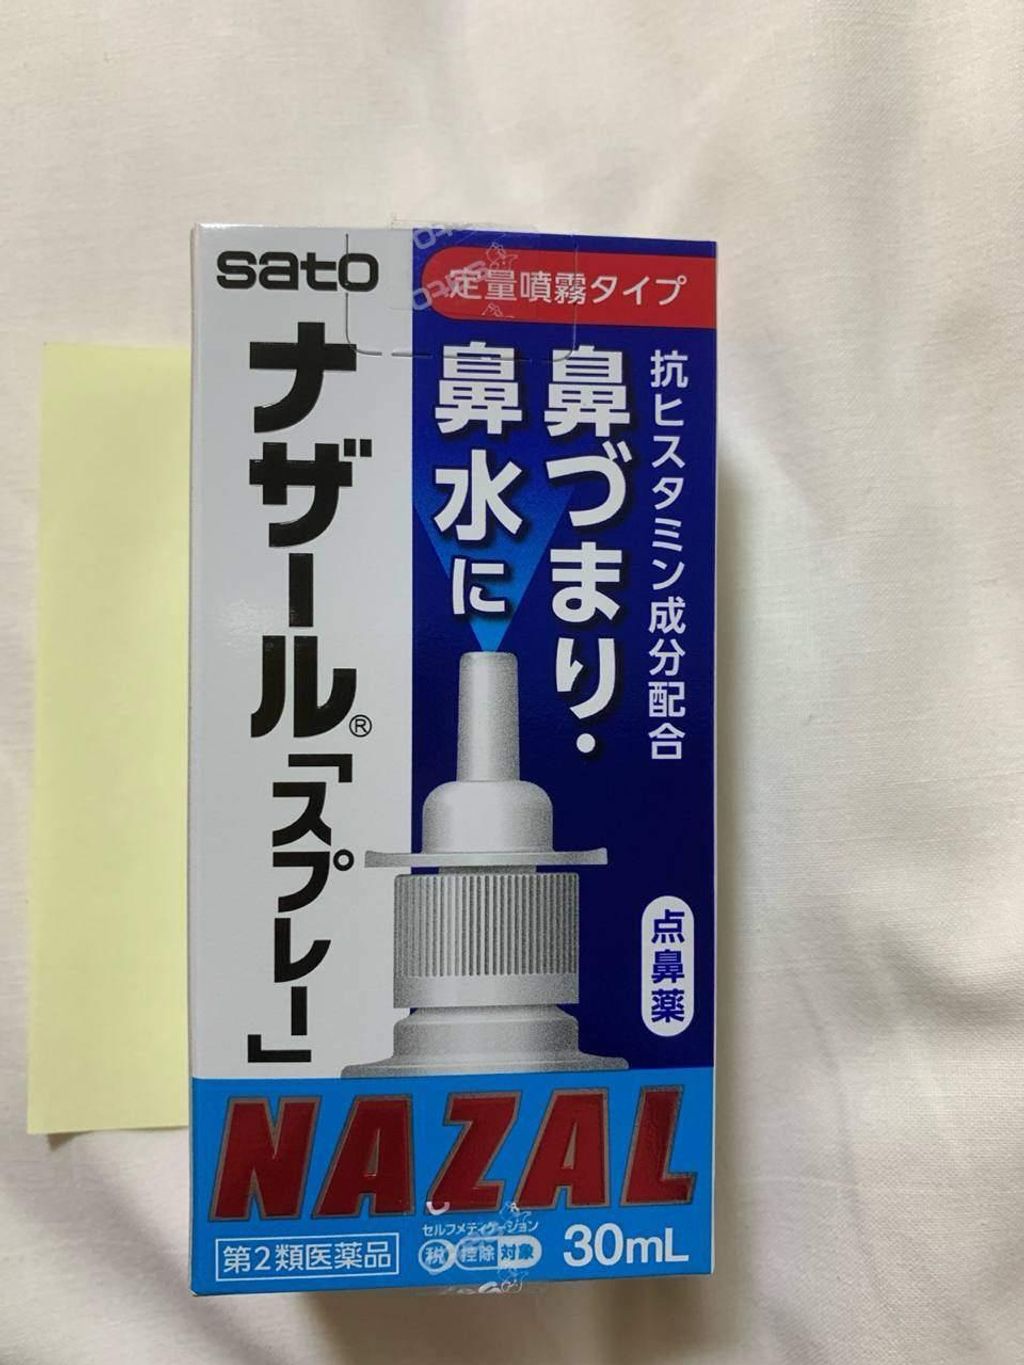 sato
定量噴霧タイプ
抗ヒスタミン成分配合
鼻づまり・
鼻水に
ナザール®「スプレー」
点鼻薬
NAZAL
第2類医薬品
セルフメディケーション
税 控除 対象
30mL